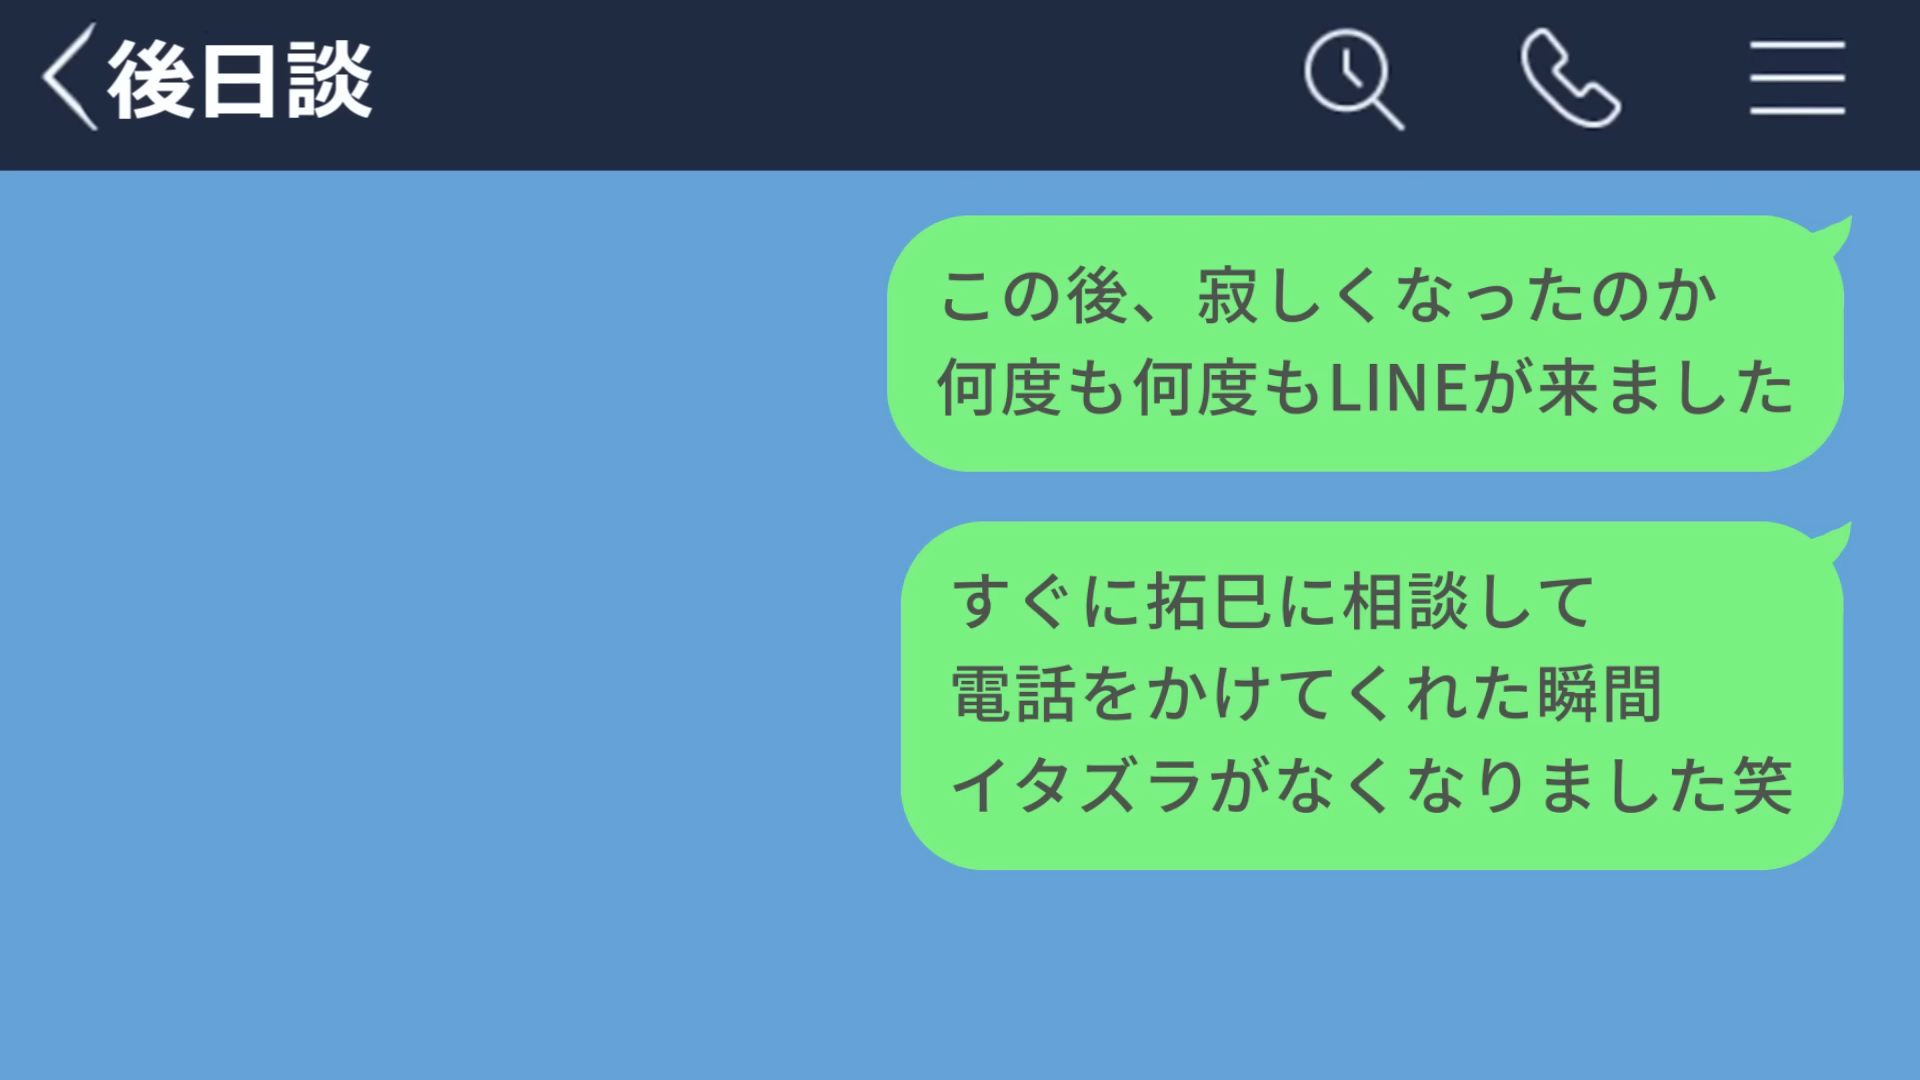 後日談
この後、寂しくなったのか
何度も何度もLINEが来ました
すぐに拓巳に相談して
電話をかけてくれた瞬間
イタズラがなくなりました笑